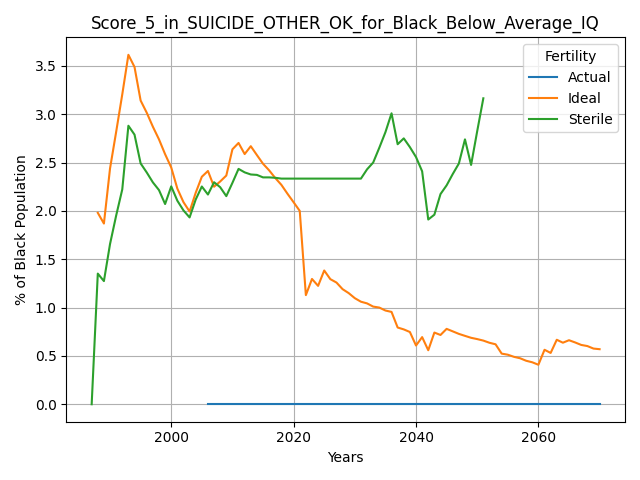 Score_5_in_SUICIDE_OTHER_OK_for_Black_Below_Average_IQ
Fertility
Actual
Ideal
Sterile
% of Black Population
3.5
3.0
2.5
2.0
1.5
1.0
0.5
0.0
2000
2020
2040
2060
Years